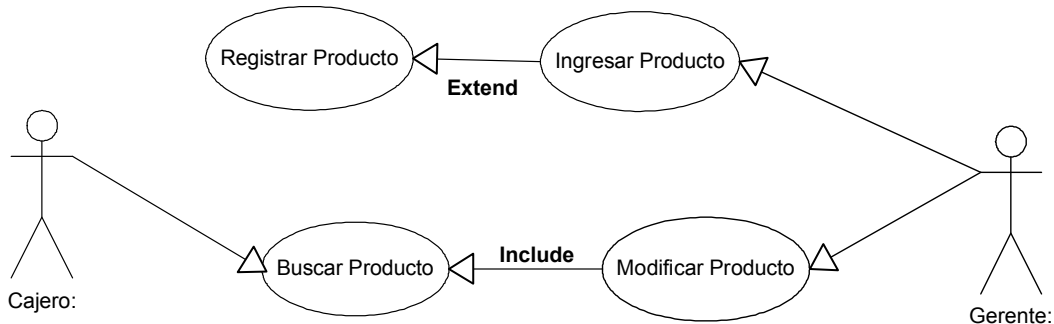 Registrar Producto
Ingresar Producto
Extend
Buscar Producto
Include
Modificar Producto
Cajero:
Gerente: